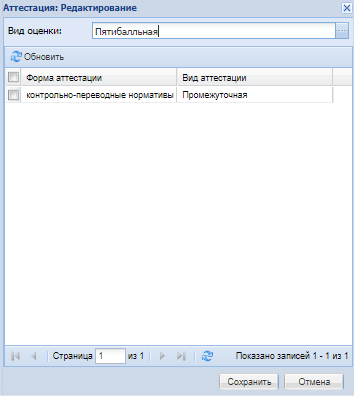 Аттестация: Редактирование
Вид оценки: Пятибалльная
Обновить
Форма аттестации Вид аттестации
контрольно-переводные нормативы Промежуточная
Страница 1 из 1 Показано записей 1 - 1 из 1
Сохранить Отмена